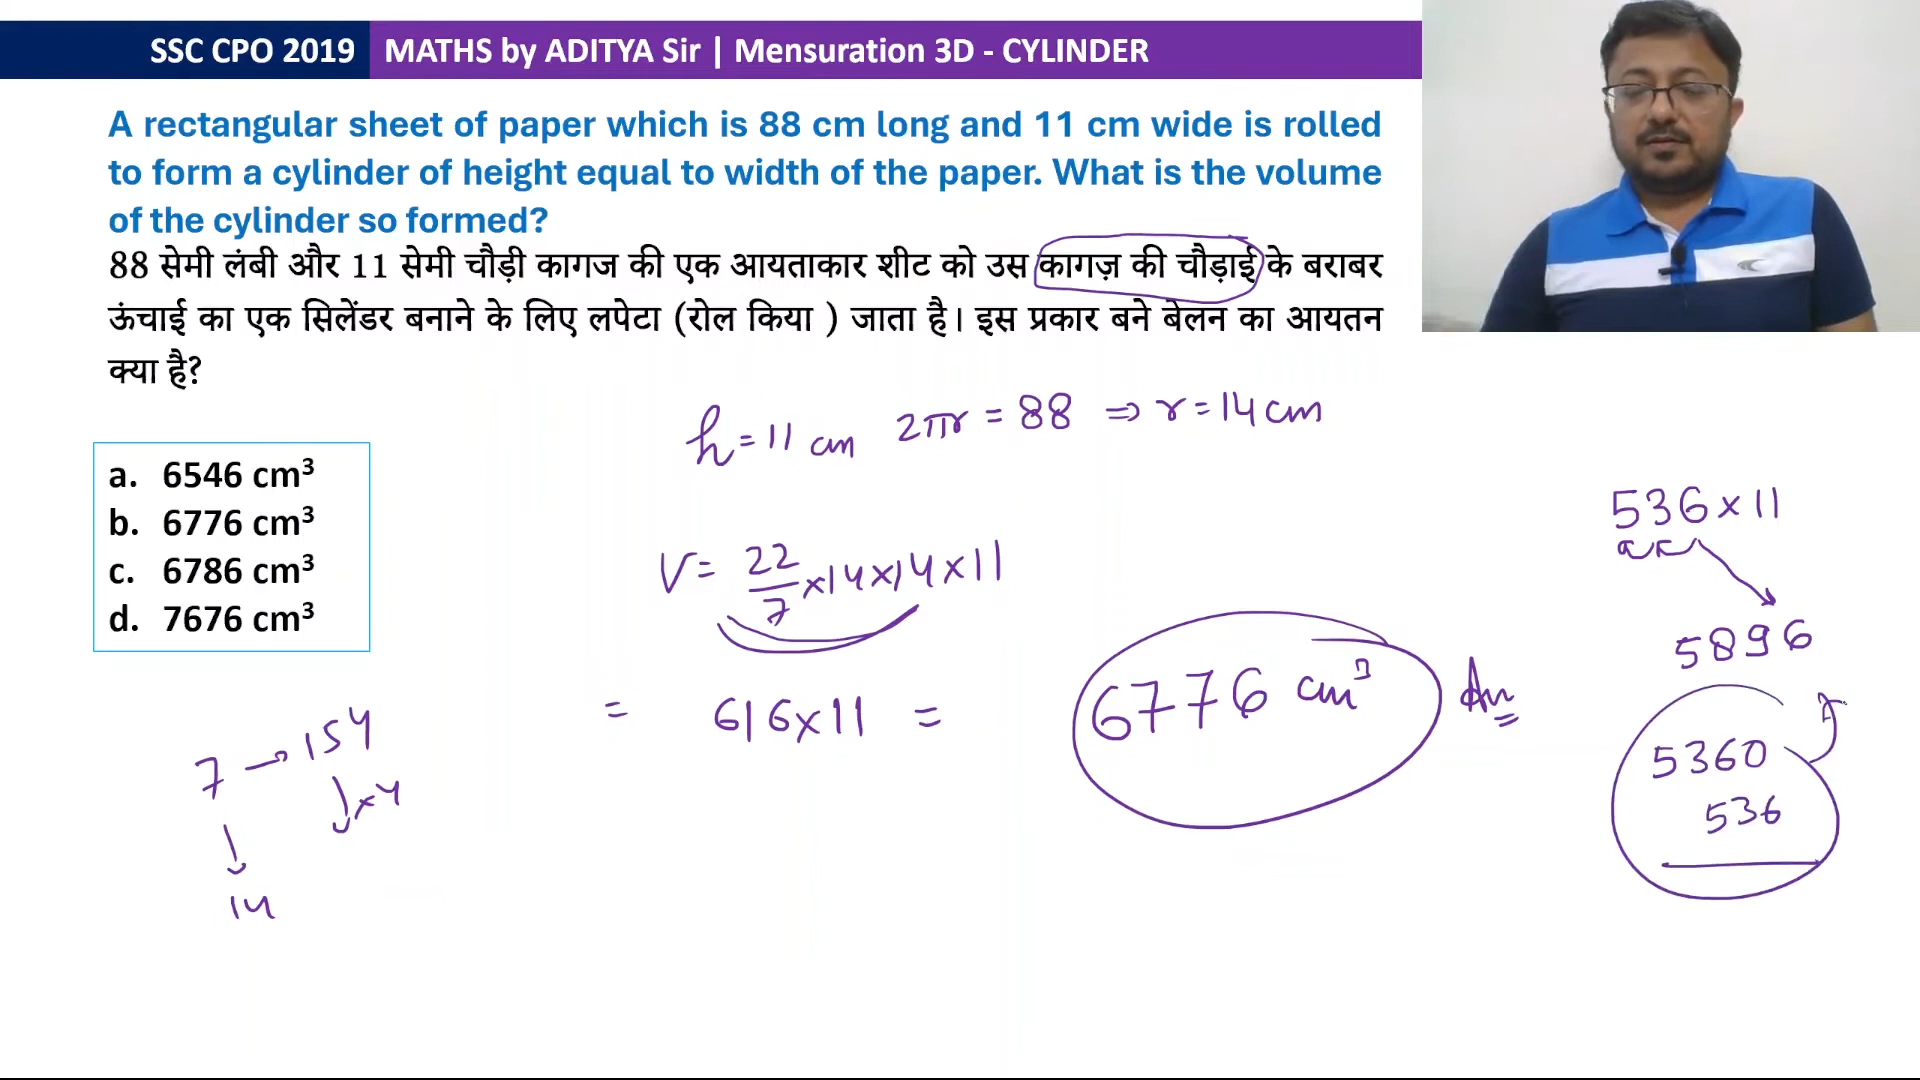 SSC CPO 2019 MATHS by ADITYA Sir | Mensuration 3D - CYLINDER
A rectangular sheet of paper which is 88 cm long and 11 cm wide is rolled
to form a cylinder of height equal to width of the paper. What is the volume
of the cylinder so formed?
88 सेमी लंबी और 11 सेमी चौड़ी कागज की एक आयताकार शीट को उस कागज़ की चौड़ाई के बराबर
ऊंचाई का एक सिलेंडर बनाने के लिए लपेटा (रोल किया ) जाता है। इस प्रकार बने बेलन का आयतन
क्या है?
h = 11 cm 2πr = 88 ⇒ r = 14 cm
a. 6546 cm³
b. 6776 cm³
c. 6786 cm³
d. 7676 cm³
V = 22/7 × 14 × 14 × 11
= 616 × 11 = 6776 cm³ Ans
7 → 154
↓ ↓ × 4
14
536 × 11
5896
5360
536